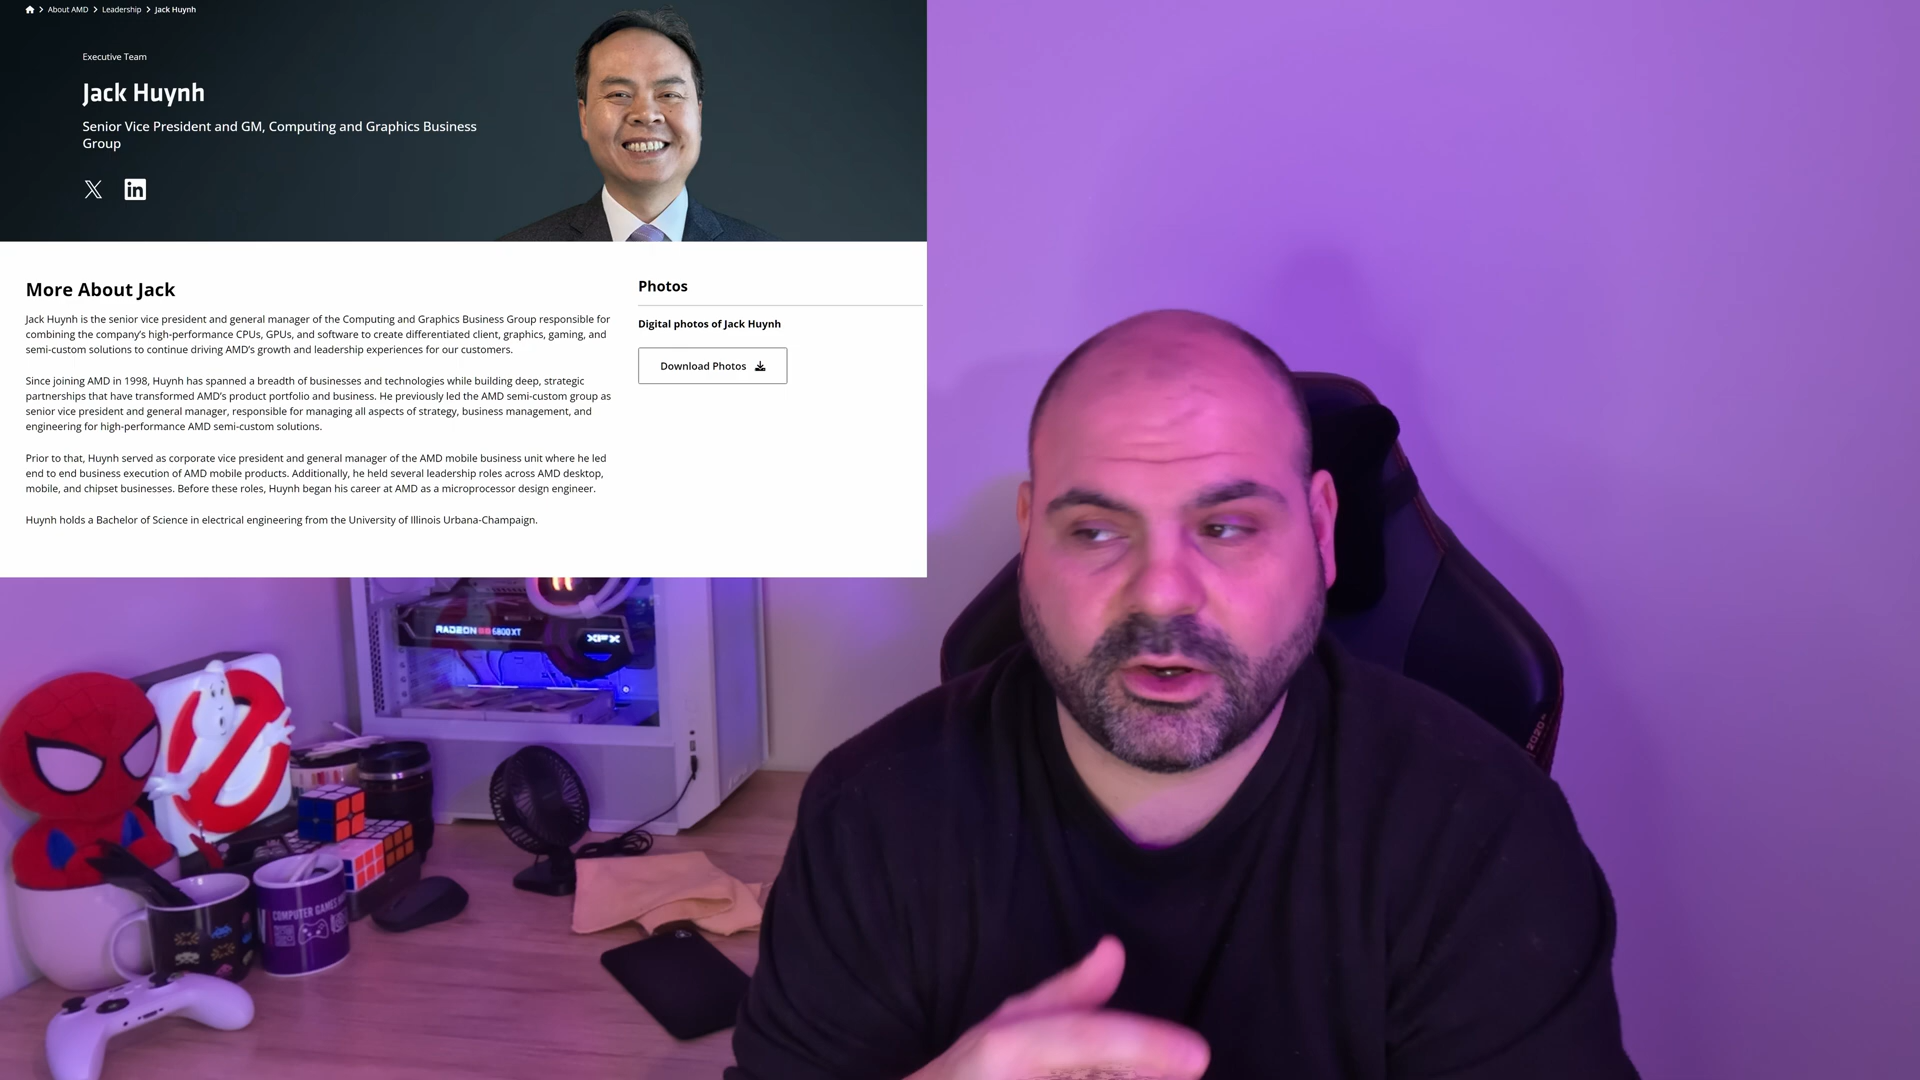 About AMD > Leadership > Jack Huynh
Executive Team
Jack Huynh
Senior Vice President and GM, Computing and Graphics Business
Group
X in
More About Jack
Jack Huynh is the senior vice president and general manager of the Computing and Graphics Business Group responsible for
combining the company's high-performance CPUs, GPUs, and software to create differentiated client, graphics, gaming, and
semi-custom solutions to continue driving AMD's growth and leadership experiences for our customers.
Since joining AMD in 1998, Huynh has spanned a breadth of businesses and technologies while building deep, strategic
partnerships that have transformed AMD's product portfolio and business. He previously led the AMD semi-custom group as
senior vice president and general manager, responsible for managing all aspects of strategy, business management, and
engineering for high-performance AMD semi-custom solutions.
Prior to that, Huynh served as corporate vice president and general manager of the AMD mobile business unit where he led
end to end business execution of AMD mobile products. Additionally, he held several leadership roles across AMD desktop,
mobile, and chipset businesses. Before these roles, Huynh began his career at AMD as a microprocessor design engineer.
Huynh holds a Bachelor of Science in electrical engineering from the University of Illinois Urbana-Champaign.
Photos
Digital photos of Jack Huynh
Download Photos
RADEON RX 6800 XT
XFX
COMPUTER GAMES
2020